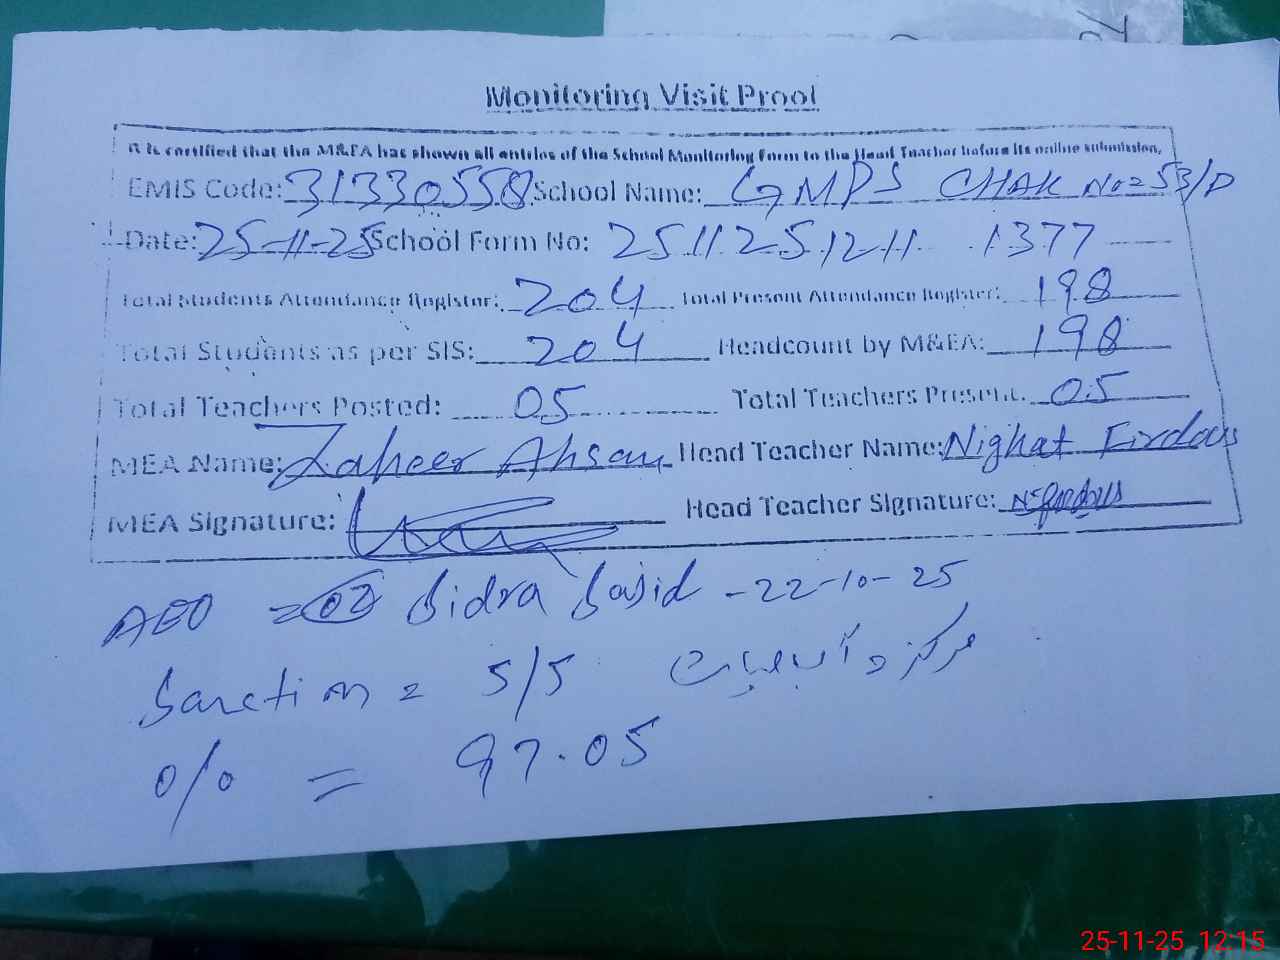 Monitoring Visit Proof
It is certified that the M&EA has shown all entries of the School Monitoring Form to the Head Teacher before its online submission.
EMIS Code: 31330558 School Name: GMPS CHAK No = 53/P
Date: 25-11-25 School Form No: 251125 1211 1377
Total Students Attendance Register: 204 Total Present Attendance Register: 198
Total Students as per SIS: 204 Headcount by M&EA: 198
Total Teachers Posted: 05 Total Teachers Present: 05
MEA Name: Zaheer Ahsan Head Teacher Name: Nighat Firdous
MEA Signature: Head Teacher Signature: N-firdous
AEO = 02 Sidra Sajid - 22-10-25
Sanction = 5/5 مرکز
% = 97.05
25-11-25 12:15